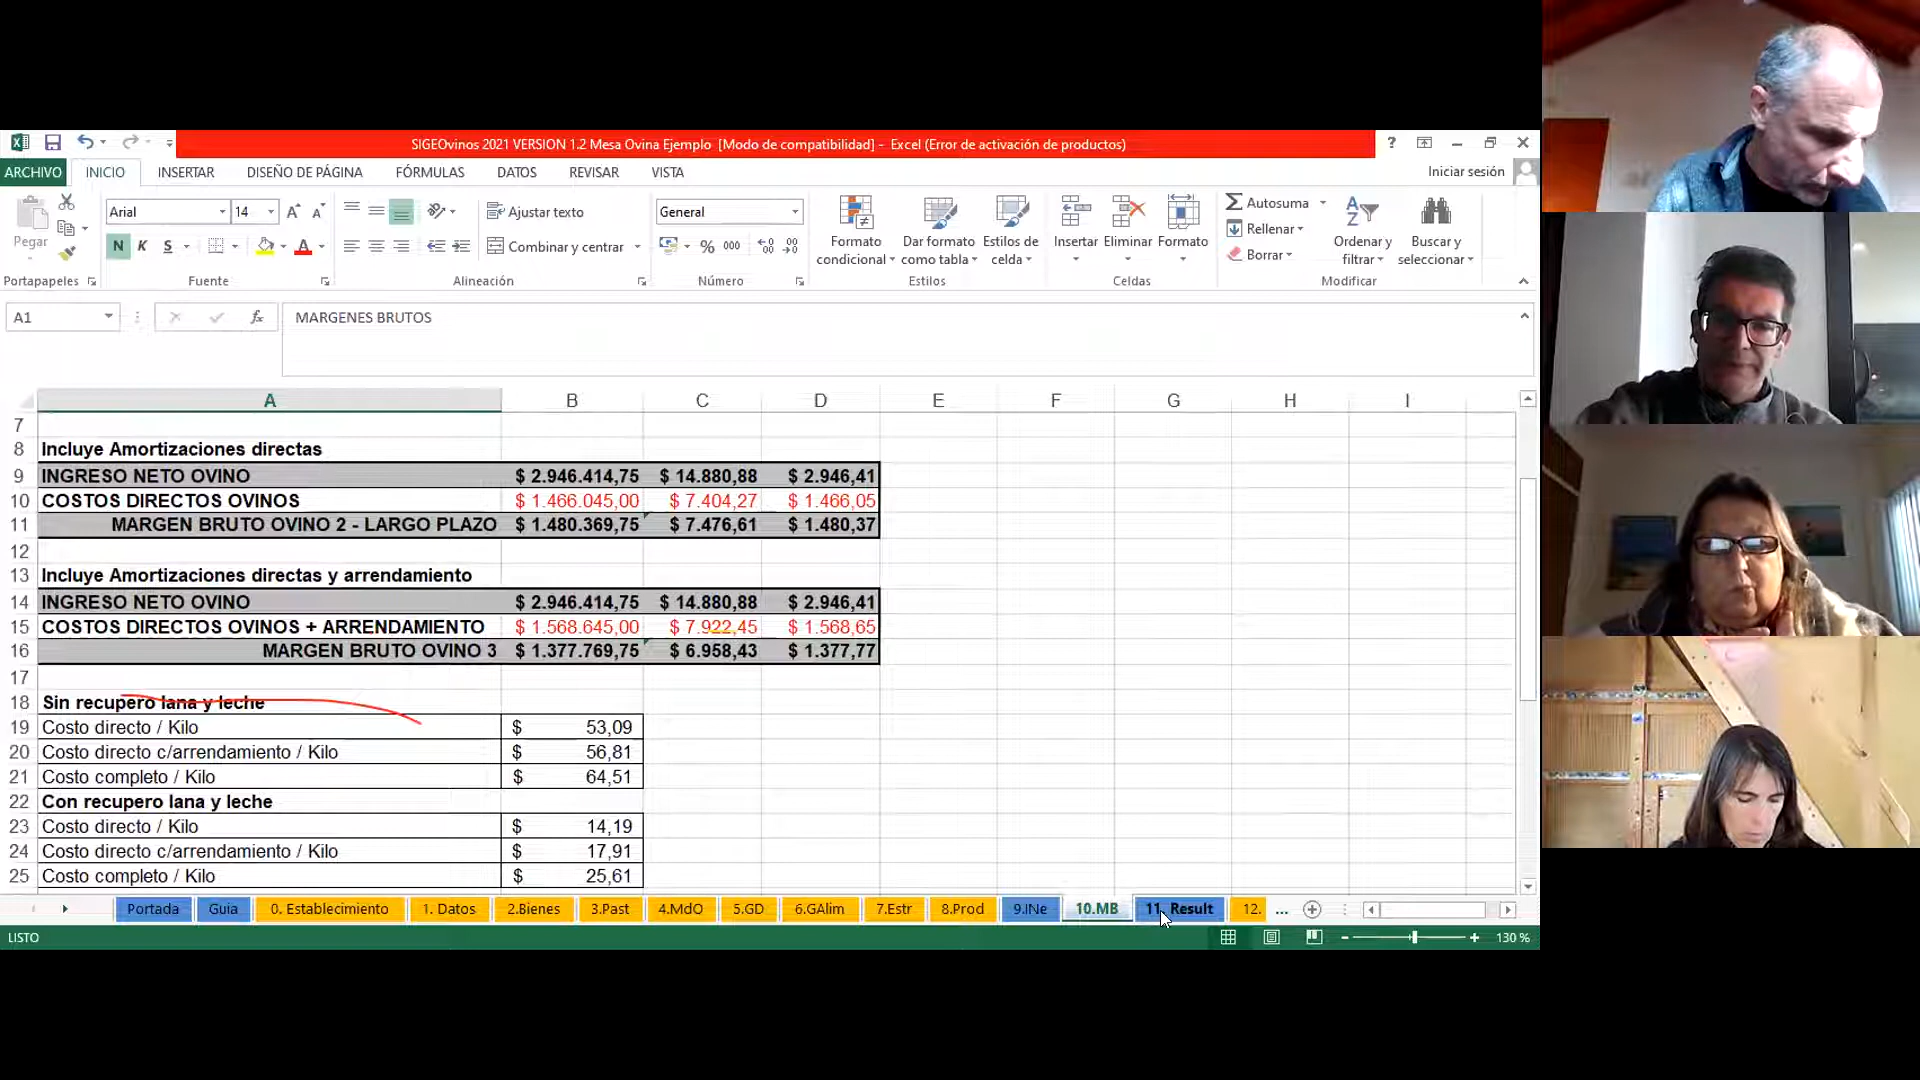 SIGEOvinos 2021 VERSION 1.2 Mesa Ovina Ejemplo [Modo de compatibilidad] - Excel (Error de activación de productos)
ARCHIVO INICIO INSERTAR DISEÑO DE PÁGINA FÓRMULAS DATOS REVISAR VISTA Iniciar sesión
Pegar
Arial 14
N K S
Ajustar texto
Combinar y centrar
General
% 000
Formato condicional
Dar formato como tabla
Estilos de celda
Insertar Eliminar Formato
Autosuma
Rellenar
Borrar
Ordenar y filtrar
Buscar y seleccionar
Portapapeles Fuente Alineación Número Estilos Celdas Modificar
A1 fx MARGENES BRUTOS
A B C D E F G H I
7
8 Incluye Amortizaciones directas
9 INGRESO NETO OVINO $ 2.946.414,75 $ 14.880,88 $ 2.946,41
10 COSTOS DIRECTOS OVINOS $ 1.466.045,00 $ 7.404,27 $ 1.466,05
11 MARGEN BRUTO OVINO 2 - LARGO PLAZO $ 1.480.369,75 $ 7.476,61 $ 1.480,37
12
13 Incluye Amortizaciones directas y arrendamiento
14 INGRESO NETO OVINO $ 2.946.414,75 $ 14.880,88 $ 2.946,41
15 COSTOS DIRECTOS OVINOS + ARRENDAMIENTO $ 1.568.645,00 $ 7.922,45 $ 1.568,65
16 MARGEN BRUTO OVINO 3 $ 1.377.769,75 $ 6.958,43 $ 1.377,77
17
18 Sin recupero lana y leche
19 Costo directo / Kilo $ 53,09
20 Costo directo c/arrendamiento / Kilo $ 56,81
21 Costo completo / Kilo $ 64,51
22 Con recupero lana y leche
23 Costo directo / Kilo $ 14,19
24 Costo directo c/arrendamiento / Kilo $ 17,91
25 Costo completo / Kilo $ 25,61
Portada Guia 0. Establecimiento 1. Datos 2.Bienes 3.Past 4.MdO 5.GD 6.GAlim 7.Estr 8.Prod 9.INe 10.MB 11. Result 12. ...
LISTO 130 %